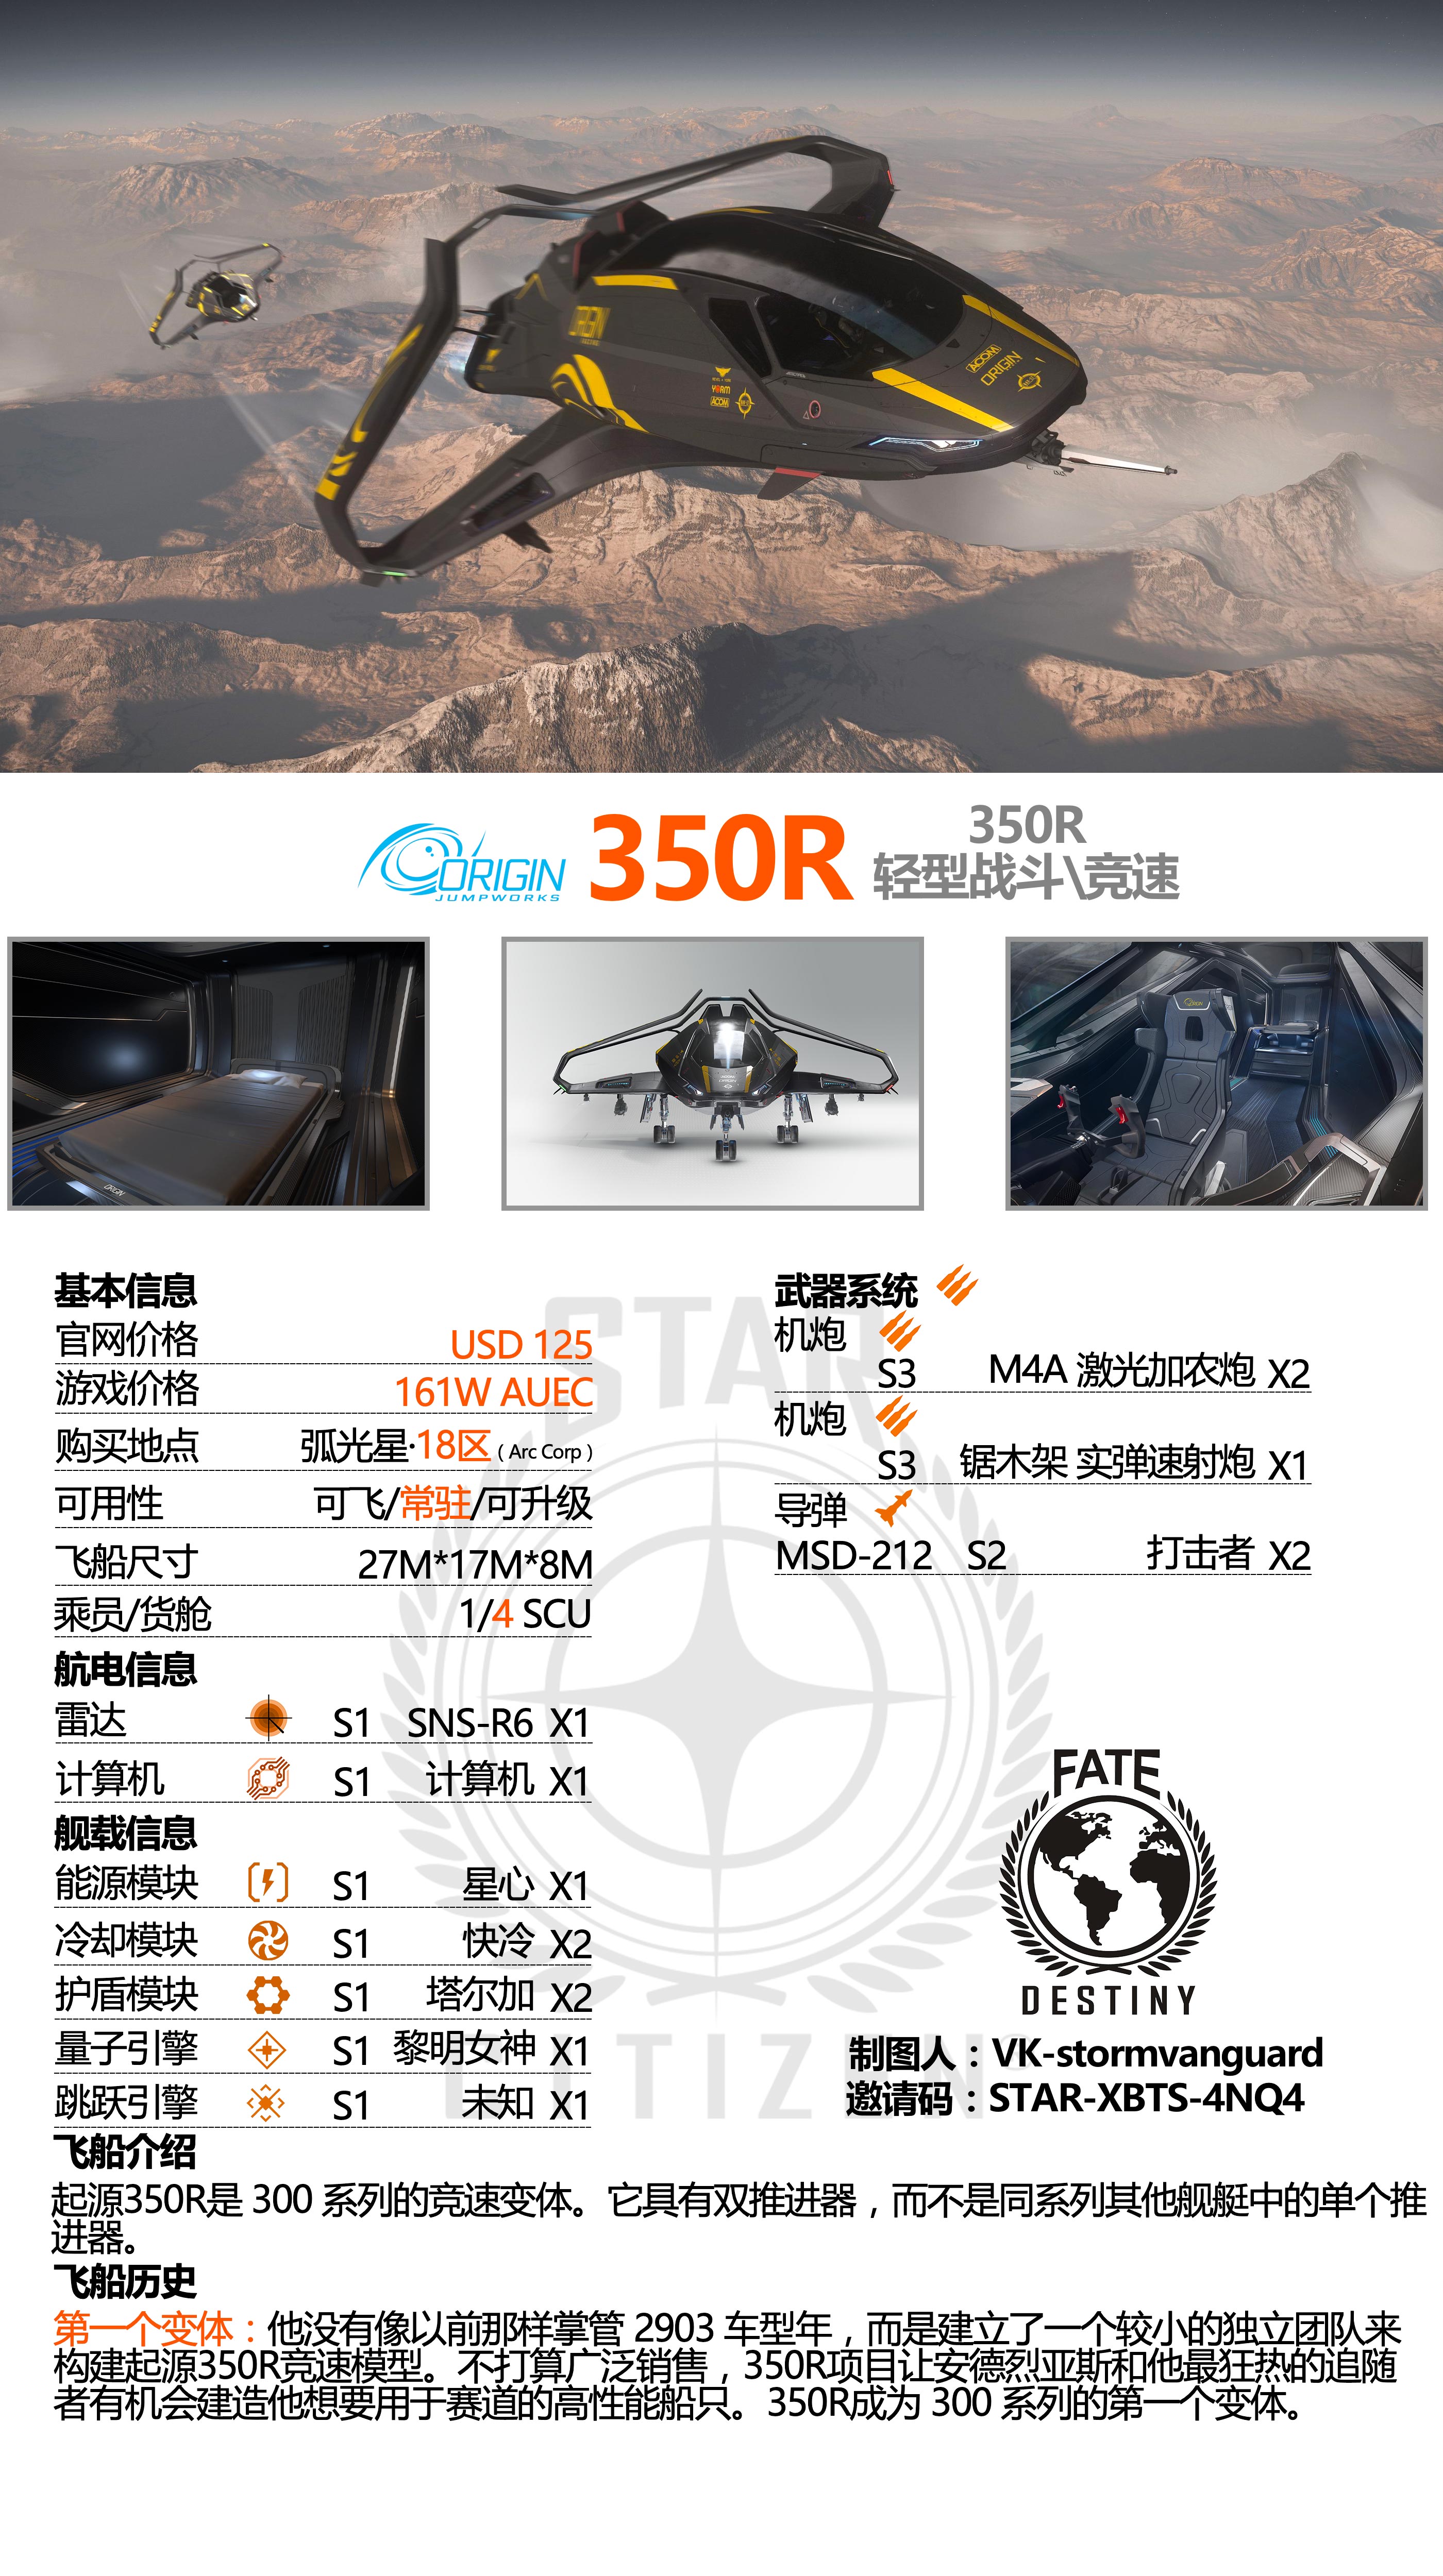 ORIGIN
ACOM
ORIGIN
YORM
ACOM
ORIGIN
JUMPWORKS
350R
350R
轻型战斗\竞速
ORIGIN
ORIGIN
STAR
CITIZEN
基本信息
官网价格 USD 125
游戏价格 161W AUEC
购买地点 弧光星·18区 ( Arc Corp )
可用性 可飞/常驻/可升级
飞船尺寸 27M*17M*8M
乘员/货舱 1/4 SCU
航电信息
雷达 S1 SNS-R6 X1
计算机 S1 计算机 X1
舰载信息
能源模块 S1 星心 X1
冷却模块 S1 快冷 X2
护盾模块 S1 塔尔加 X2
量子引擎 S1 黎明女神 X1
跳跃引擎 S1 未知 X1
武器系统
机炮
S3 M4A 激光加农炮 X2
机炮
S3 锯木架 实弹速射炮 X1
导弹
MSD-212 S2 打击者 X2
FATE
DESTINY
制图人：VK-stormvanguard
邀请码：STAR-XBTS-4NQ4
飞船介绍
起源350R是 300 系列的竞速变体。它具有双推进器，而不是同系列其他舰艇中的单个推
进器。
飞船历史
第一个变体：他没有像以前那样掌管 2903 车型年，而是建立了一个较小的独立团队来
构建起源350R竞速模型。不打算广泛销售，350R项目让安德烈亚斯和他最狂热的追随
者有机会建造他想要用于赛道的高性能船只。350R成为 300 系列的第一个变体。